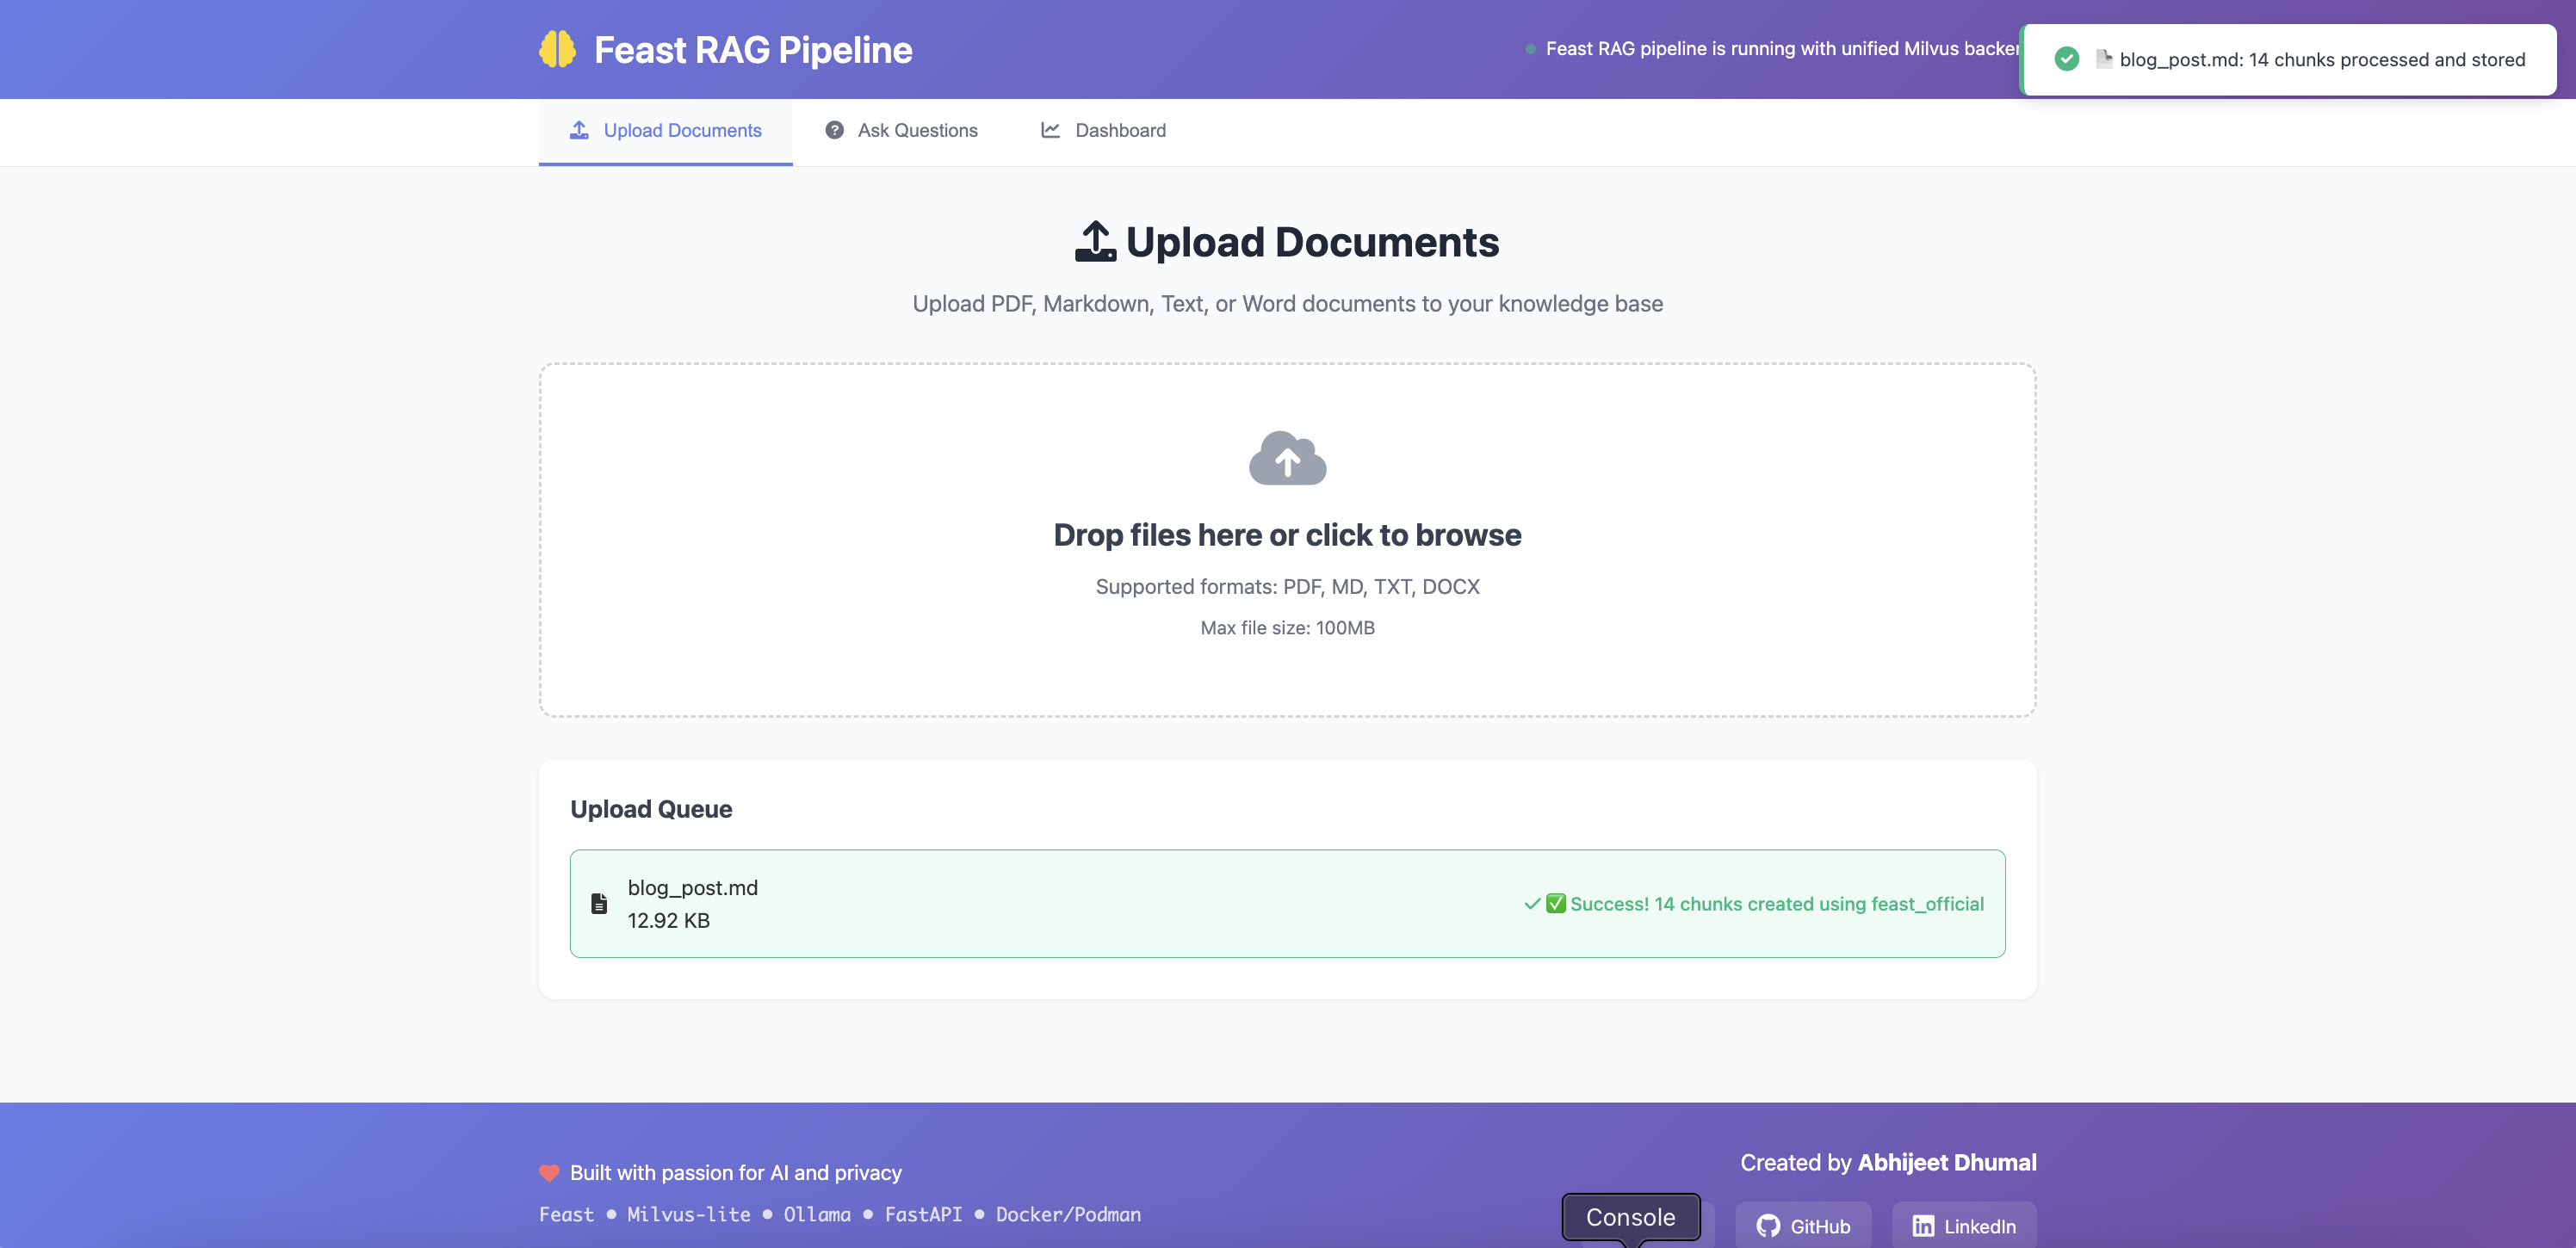 Feast RAG Pipeline
Feast RAG pipeline is running with unified Milvus
blog_post.md: 14 chunks processed and stored
Upload Documents
Ask Questions
Dashboard
Upload Documents
Upload PDF, Markdown, Text, or Word documents to your knowledge base
Drop files here or click to browse
Supported formats: PDF, MD, TXT, DOCX
Max file size: 100MB
Upload Queue
blog_post.md
12.92 KB
Success! 14 chunks created using feast_official
Built with passion for AI and privacy
Feast • Milvus-lite • Ollama • FastAPI • Docker/Podman
Created by Abhijeet Dhumal
Console
GitHub
LinkedIn